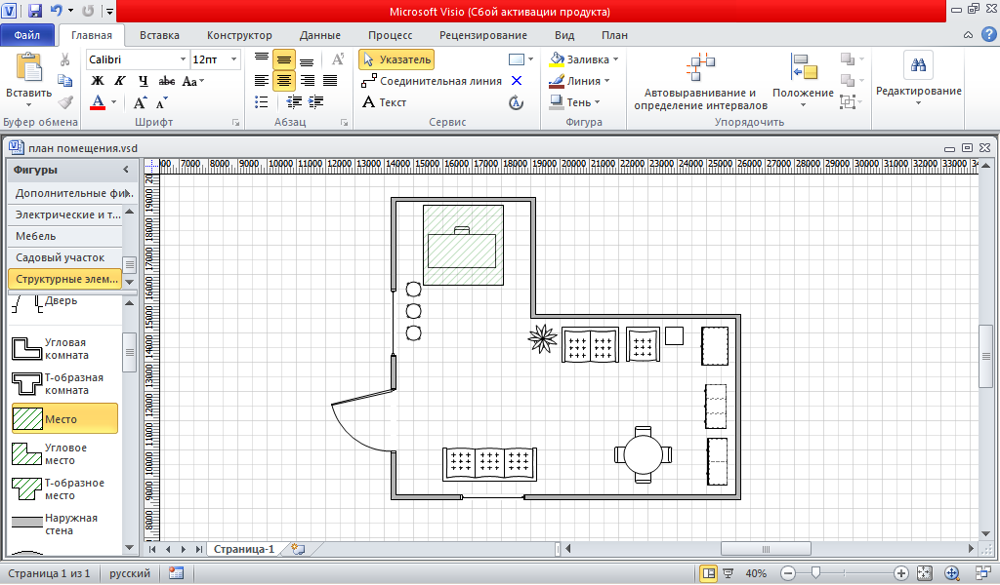 Microsoft Visio (Сбой активации продукта)
Файл Главная Вставка Конструктор Данные Процесс Рецензирование Вид План
Вставить
Буфер обмена
Calibri 12пт
Ж К Ч abc Aa
A A A
Шрифт
Абзац
Указатель
Соединительная линия
A Текст
Сервис
Заливка
Линия
Тень
Фигура
Автовыравнивание и определение интервалов
Положение
Упорядочить
Редактирование
план помещения.vsd
Фигуры
Дополнительные фи..
Электрические и т...
Мебель
Садовый участок
Структурные элем...
Дверь
Угловая
комната
Т-образная
комната
Место
Угловое
место
Т-образное
место
Наружная
стена
000 7000 8000 9000 10000 11000 12000 13000 14000 15000 16000 17000 18000 19000 20000 21000 22000 23000 24000 25000 26000 27000 28000 29000 30000 31000 32000 33000 34
20 19000 18000 17000 16000 15000 14000 13000 12000 11000 10000 9000 8000
Страница-1
Страница 1 из 1 русский 40%